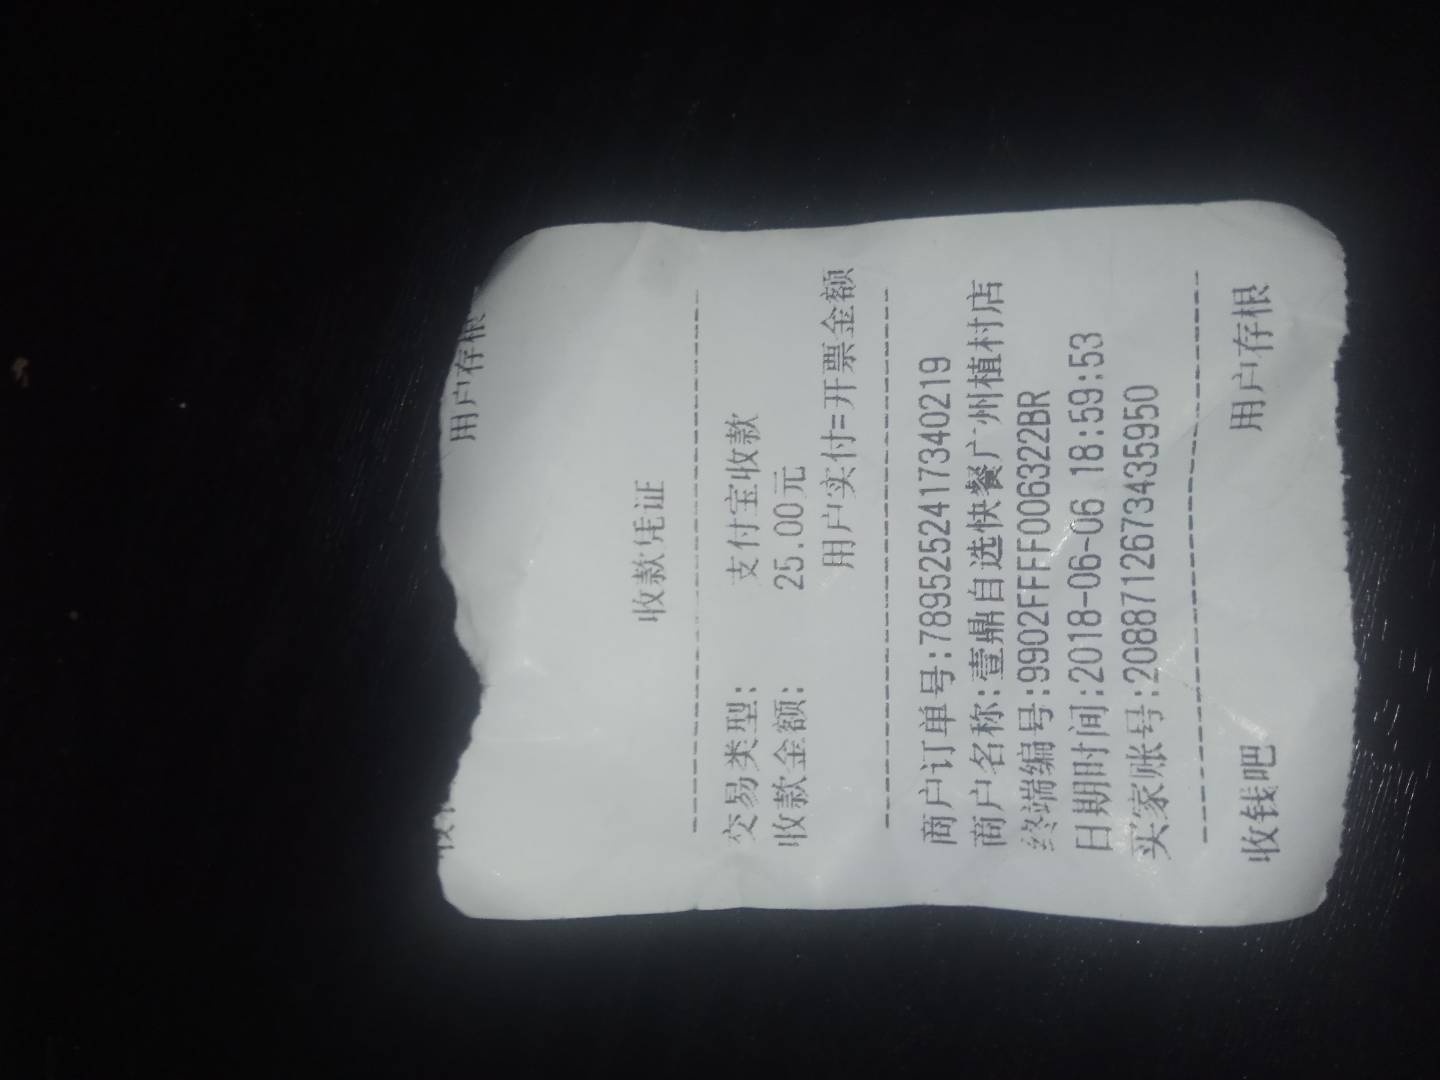 用户存根
收款凭证
交易类型: 支付宝收款
收款金额: 25.00元
用户实付=开票金额
商户订单号:7895252417340219
商户名称:壹鼎自选快餐广州植村店
终端编号:9902FFFF006322BR
日期时间:2018-06-06 18:59:53
买家账号:2088712673435950
收钱吧 用户存根